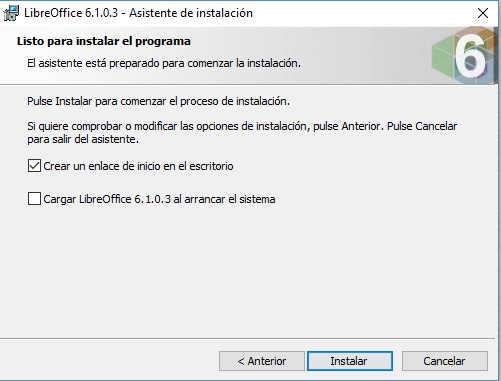 LibreOffice 6.1.0.3 - Asistente de instalación
Listo para instalar el programa
El asistente está preparado para comenzar la instalación.
6
Pulse Instalar para comenzar el proceso de instalación.
Si quiere comprobar o modificar las opciones de instalación, pulse Anterior. Pulse Cancelar
para salir del asistente.
Crear un enlace de inicio en el escritorio
Cargar LibreOffice 6.1.0.3 al arrancar el sistema
< Anterior
Instalar
Cancelar